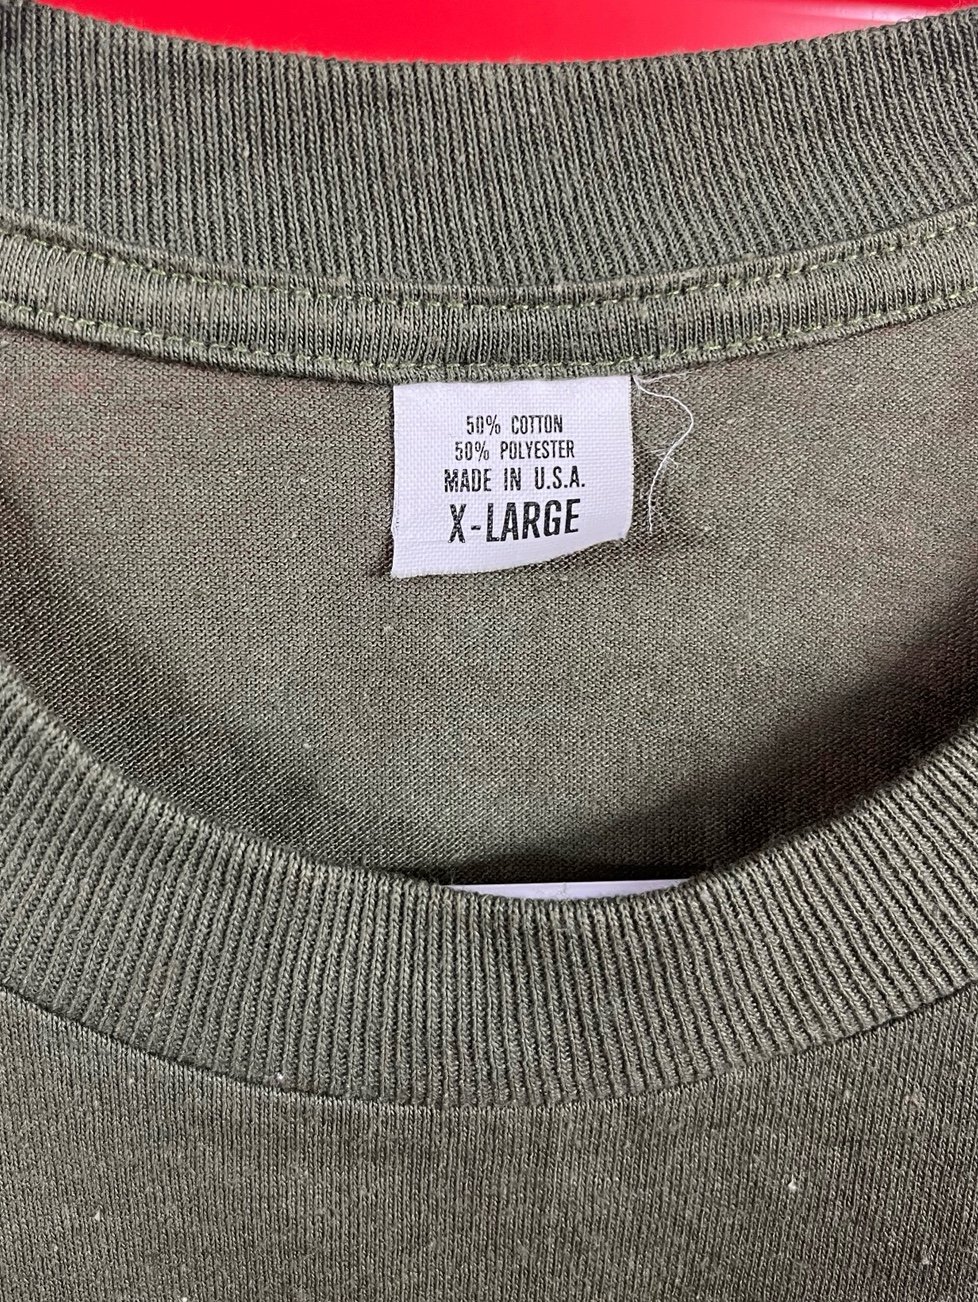 50% COTTON
50% POLYESTER
MADE IN U.S.A.
X-LARGE